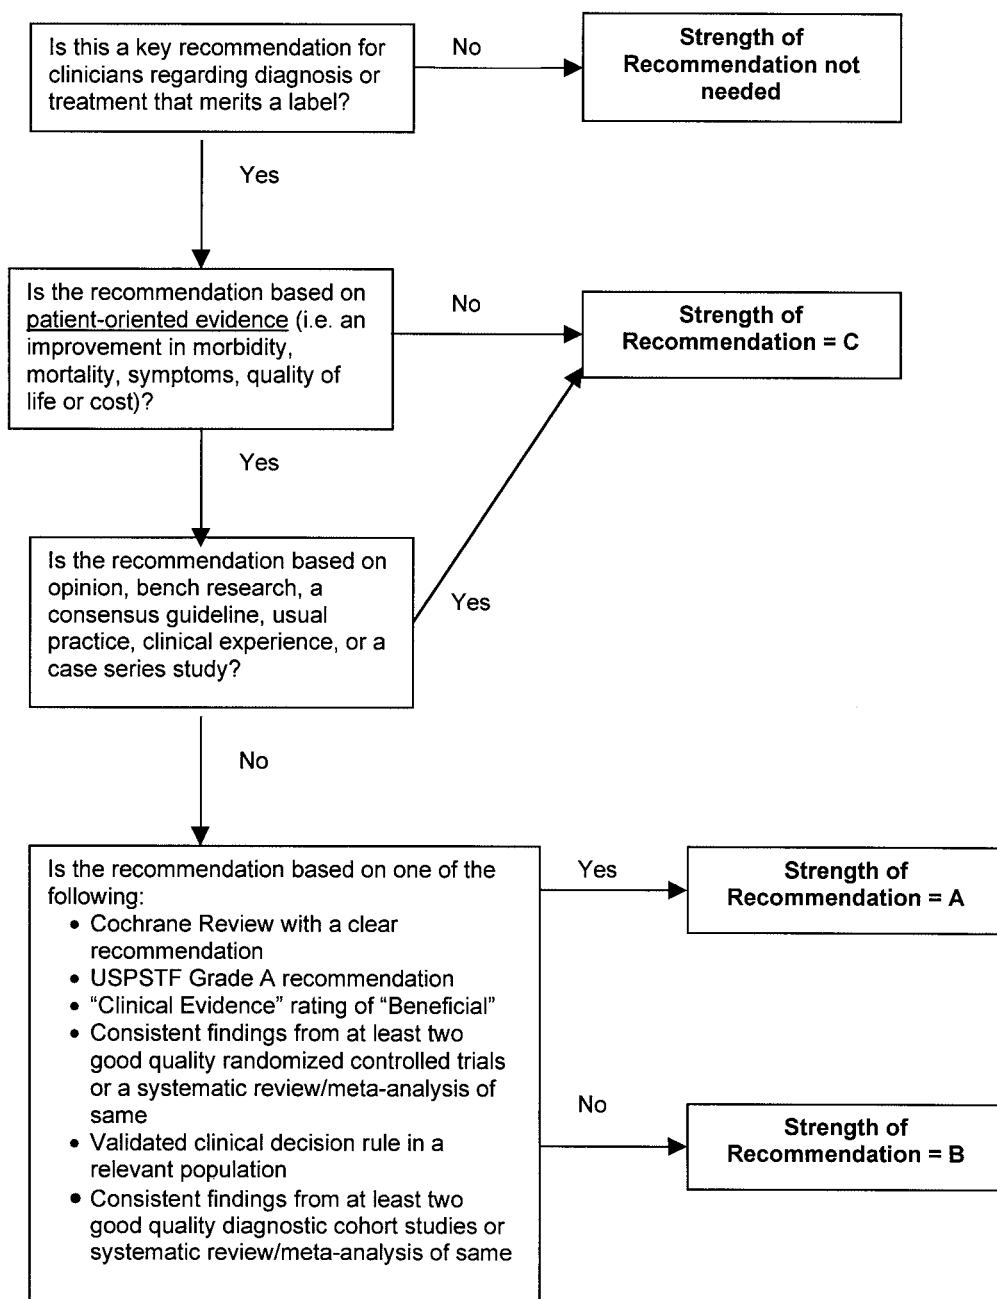 Is this a key recommendation for
clinicians regarding diagnosis or
treatment that merits a label?
No
Strength of
Recommendation not
needed
Yes
Is the recommendation based on
patient-oriented evidence (i.e. an
improvement in morbidity,
mortality, symptoms, quality of
life or cost)?
No
Strength of
Recommendation = C
Yes
Is the recommendation based on
opinion, bench research, a
consensus guideline, usual
practice, clinical experience, or a
case series study?
Yes
No
Is the recommendation based on one of the
following:
• Cochrane Review with a clear
recommendation
• USPSTF Grade A recommendation
• “Clinical Evidence” rating of “Beneficial”
• Consistent findings from at least two
good quality randomized controlled trials
or a systematic review/meta-analysis of
same
• Validated clinical decision rule in a
relevant population
• Consistent findings from at least two
good quality diagnostic cohort studies or
systematic review/meta-analysis of same
Yes
Strength of
Recommendation = A
No
Strength of
Recommendation = B